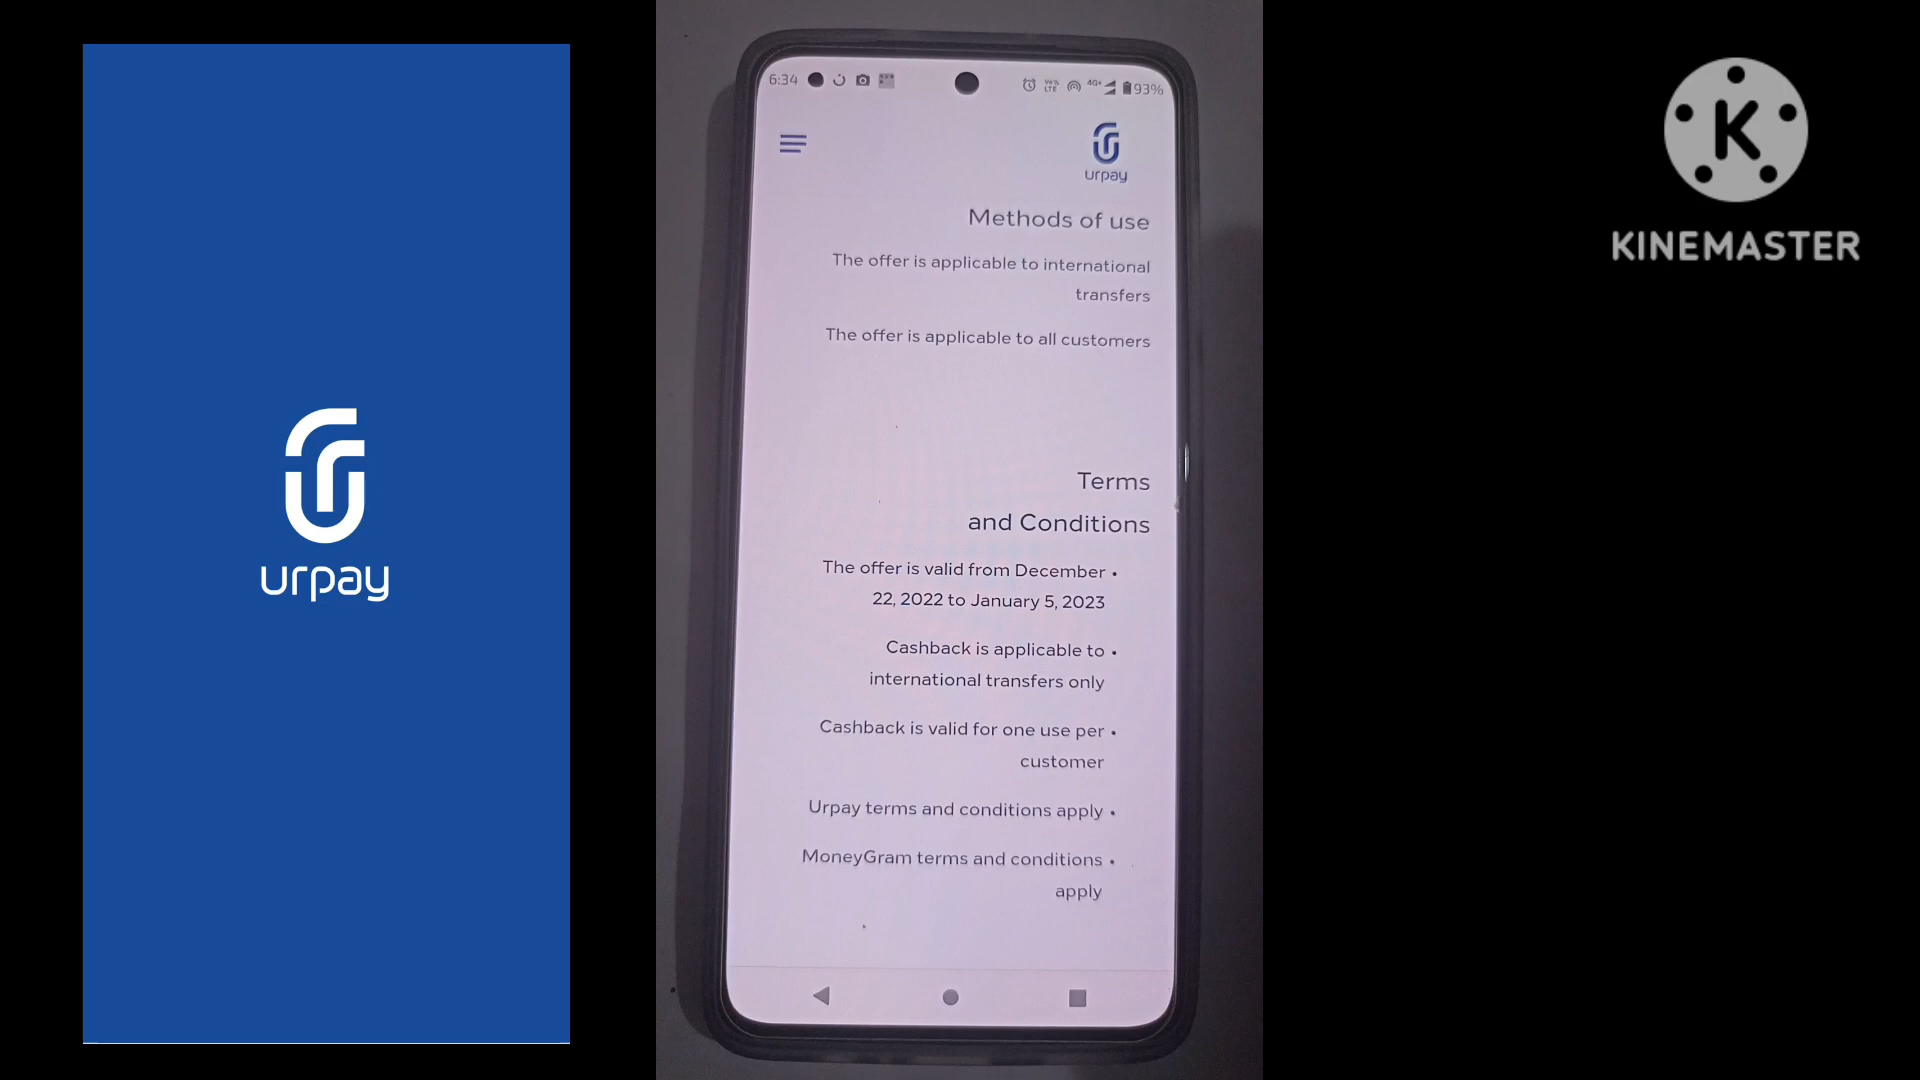 urpay
6:34
4G+
93%
urpay
Methods of use
The offer is applicable to international
transfers
The offer is applicable to all customers
Terms
and Conditions
The offer is valid from December •
22, 2022 to January 5, 2023
Cashback is applicable to •
international transfers only
Cashback is valid for one use per •
customer
Urpay terms and conditions apply •
MoneyGram terms and conditions •
apply
K
KINEMASTER